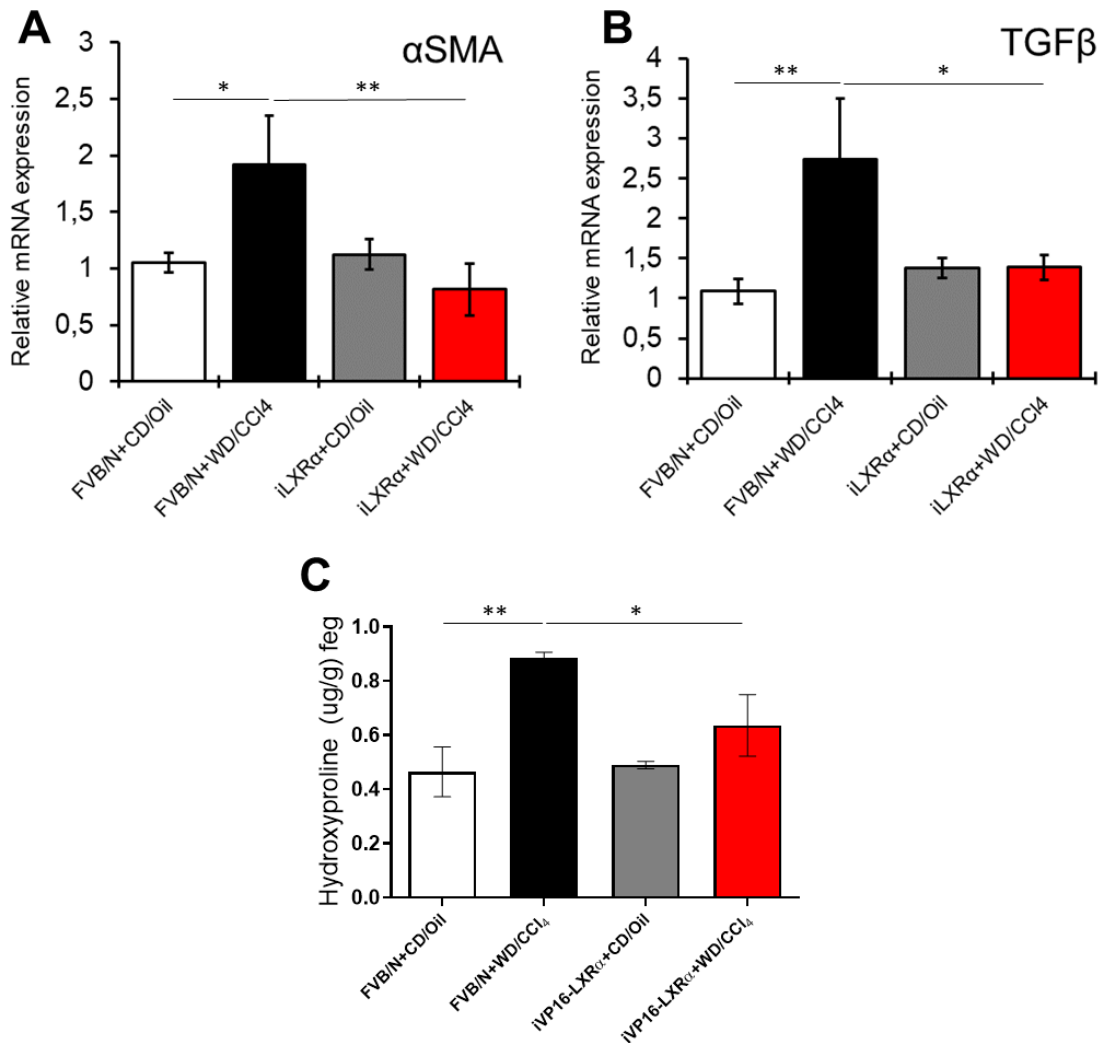 A
αSMA
Relative mRNA expression
3
2,5
2
1,5
1
0,5
0
*
**
FVB/N+CD/Oil
FVB/N+WD/CCl4
iLXRα+CD/Oil
iLXRα+WD/CCl4
B
TGFβ
Relative mRNA expression
4
3,5
3
2,5
2
1,5
1
0,5
0
**
*
FVB/N+CD/Oil
FVB/N+WD/CCl4
iLXRα+CD/Oil
iLXRα+WD/CCl4
C
Hydroxyproline (ug/g) feg
1.0
0.8
0.6
0.4
0.2
0.0
**
*
FVB/N+CD/Oil
FVB/N+WD/CCl₄
iVP16-LXRα+CD/Oil
iVP16-LXRα+WD/CCl₄